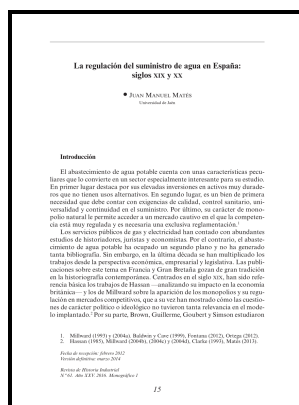 La regulación del suministro de agua en España:
siglos XIX y XX
• JUAN MANUEL MATÉS
Universidad de Jaén
Introducción
El abastecimiento de agua potable cuenta con unas características pecu-
liares que lo convierte en un sector especialmente interesante para su estudio.
En primer lugar destaca por sus elevadas inversiones en activos muy durade-
ros que no tienen usos alternativos. En segundo lugar, es un bien de primera
necesidad que debe contar con exigencias de calidad, control sanitario, uni-
versalidad y continuidad en el suministro. Por último, su carácter de mono-
polio natural le permite acceder a un mercado cautivo en el que la competen-
cia está muy regulada y es necesaria una exclusiva reglamentación.¹
Los servicios públicos de gas y electricidad han contado con abundantes
estudios de historiadores, juristas y economistas. Por el contrario, el abaste-
cimiento de agua potable ha ocupado un segundo plano y no ha generado
tanta bibliografía. Sin embargo, en la última década se han multiplicado los
trabajos desde la perspectiva económica, empresarial y legislativa. Las publi-
caciones sobre este tema en Francia y Gran Bretaña gozan de gran tradición
en la historiografía contemporánea. Centrados en el siglo XIX, han sido refe-
rencia básica los trabajos de Hassan —analizando su impacto en la economía
británica— y los de Millward sobre la aparición de los monopolios y su regu-
lación en mercados competitivos, que a su vez han mostrado cómo las cuestio-
nes de carácter político o ideológico no tuvieron tanta relevancia en el mode-
lo implantado.² Por su parte, Brown, Guillerme, Goubert y Simson estudiaron
1. Millward (1993) y (2004a), Baldwin y Cave (1999), Fontana (2012), Ortega (2012).
2. Hassan (1985), Millward (2004b), (2004c) y (2004d), Clarke (1993), Matés (2013).
Fecha de recepción: febrero 2012
Versión definitiva: marzo 2014
Revista de Historia Industrial
N.º 61. Año XXV. 2016. Monográfico 1
15